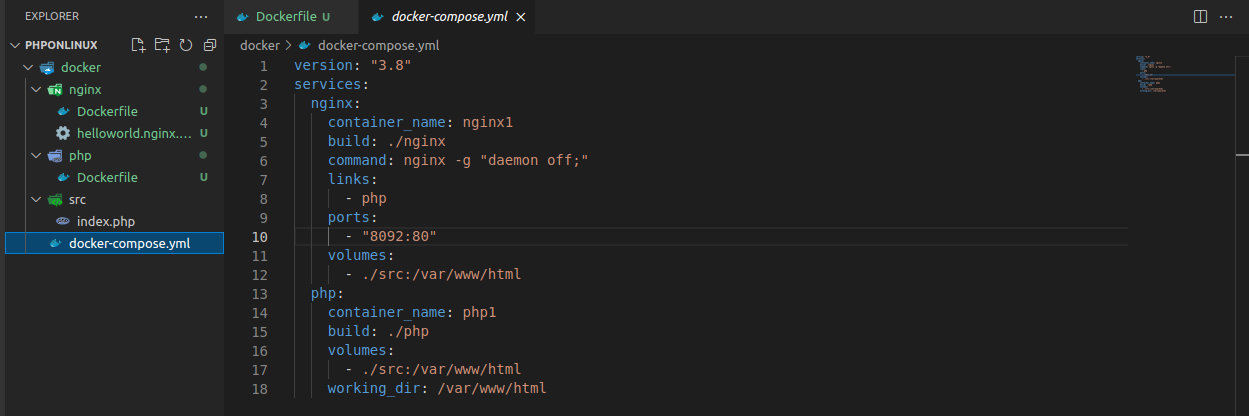 EXPLORER
...
PHPONLINUX
docker
nginx
Dockerfile U
helloworld.nginx.... U
php
Dockerfile U
src
index.php
docker-compose.yml
Dockerfile U
docker-compose.yml
docker > docker-compose.yml
1 version: "3.8"
2 services:
3 nginx:
4 container_name: nginx1
5 build: ./nginx
6 command: nginx -g "daemon off;"
7 links:
8 - php
9 ports:
10 - "8092:80"
11 volumes:
12 - ./src:/var/www/html
13 php:
14 container_name: php1
15 build: ./php
16 volumes:
17 - ./src:/var/www/html
18 working_dir: /var/www/html